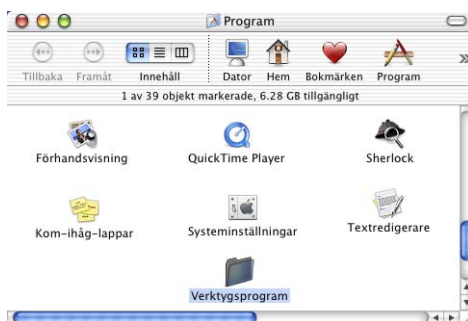 Program
Tillbaka Framåt Innehåll Dator Hem Bokmärken Program
1 av 39 objekt markerade, 6.28 GB tillgängligt
Förhandsvisning QuickTime Player Sherlock
Kom-ihåg-lappar Systeminställningar Textredigerare
Verktygsprogram